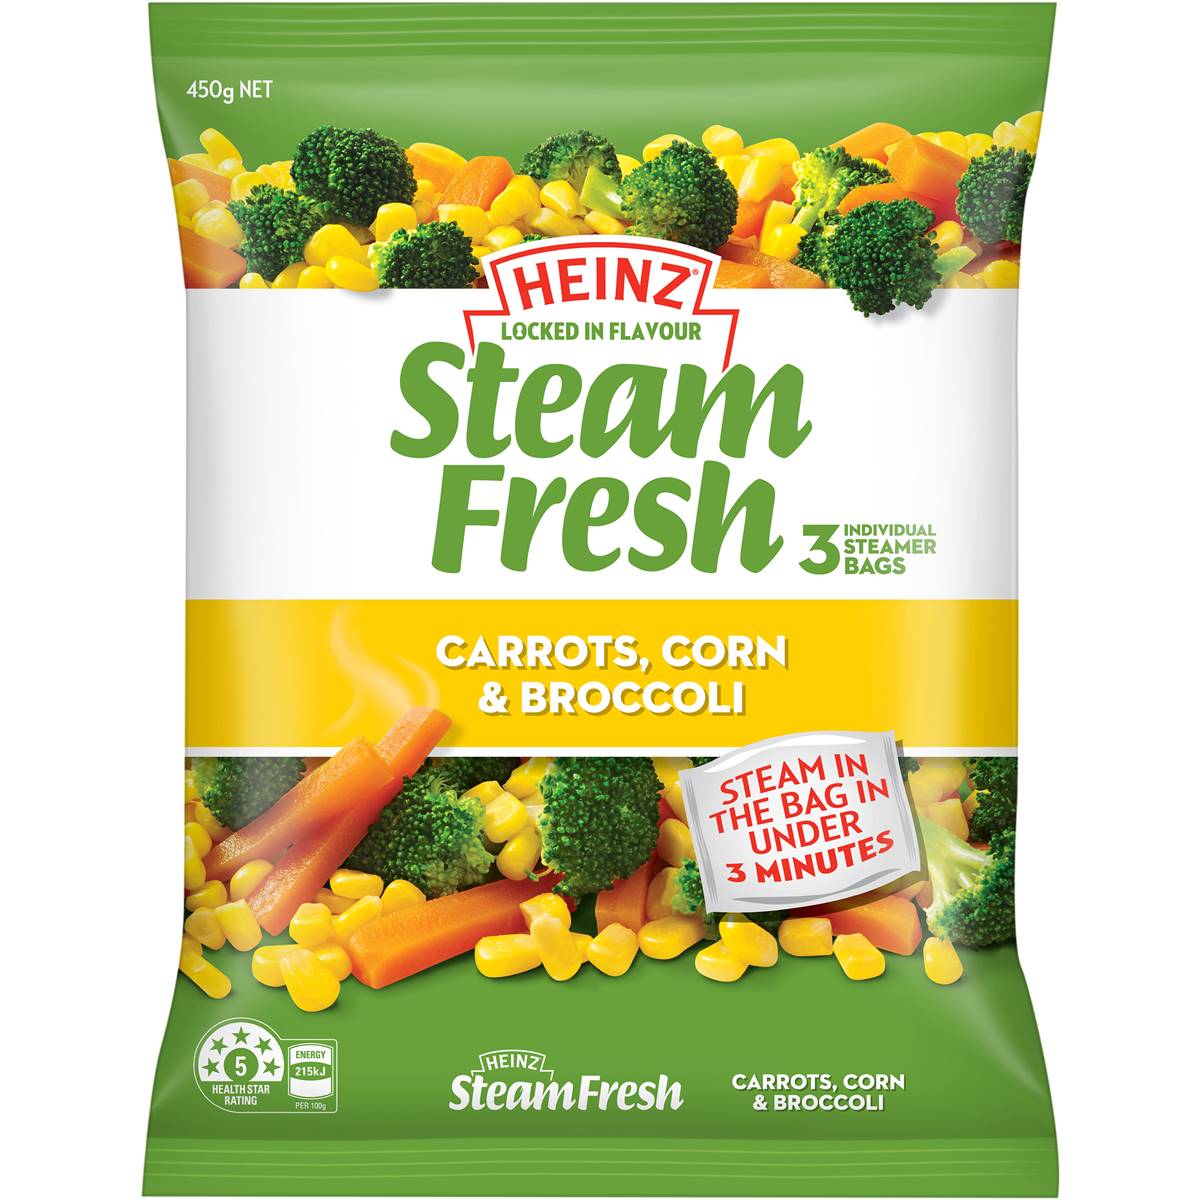 450g NET
HEINZ®
LOCKED IN FLAVOUR
Steam
Fresh
3 INDIVIDUAL
STEAMER
BAGS
CARROTS, CORN
& BROCCOLI
STEAM IN
THE BAG IN
UNDER
3 MINUTES
5
HEALTH STAR
RATING
ENERGY
215kJ
PER 100g
HEINZ
SteamFresh
CARROTS, CORN
& BROCCOLI